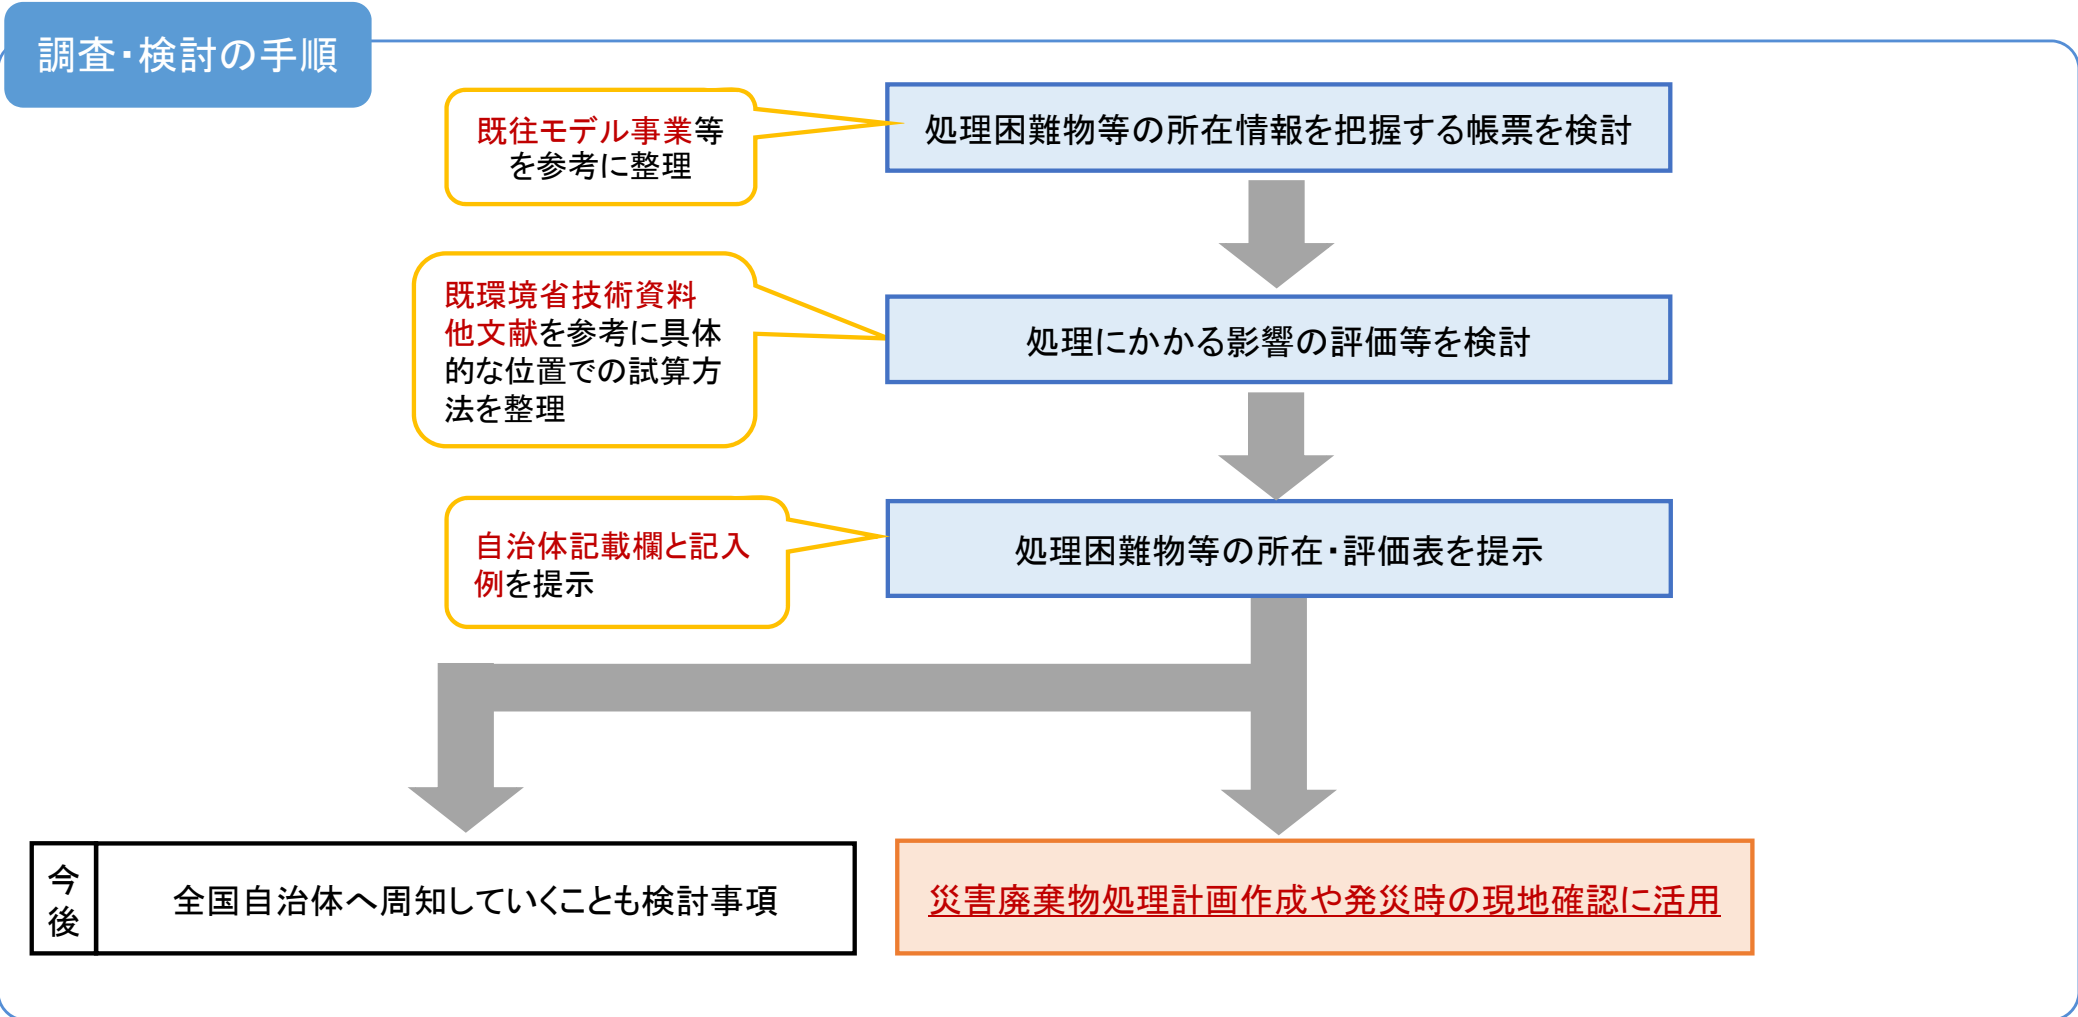 調査・検討の手順
既往モデル事業等
を参考に整理
処理困難物等の所在情報を把握する帳票を検討
既環境省技術資料
他文献を参考に具体
的な位置での試算方
法を整理
処理にかかる影響の評価等を検討
自治体記載欄と記入
例を提示
処理困難物等の所在・評価表を提示
今後
全国自治体へ周知していくことも検討事項
災害廃棄物処理計画作成や発災時の現地確認に活用